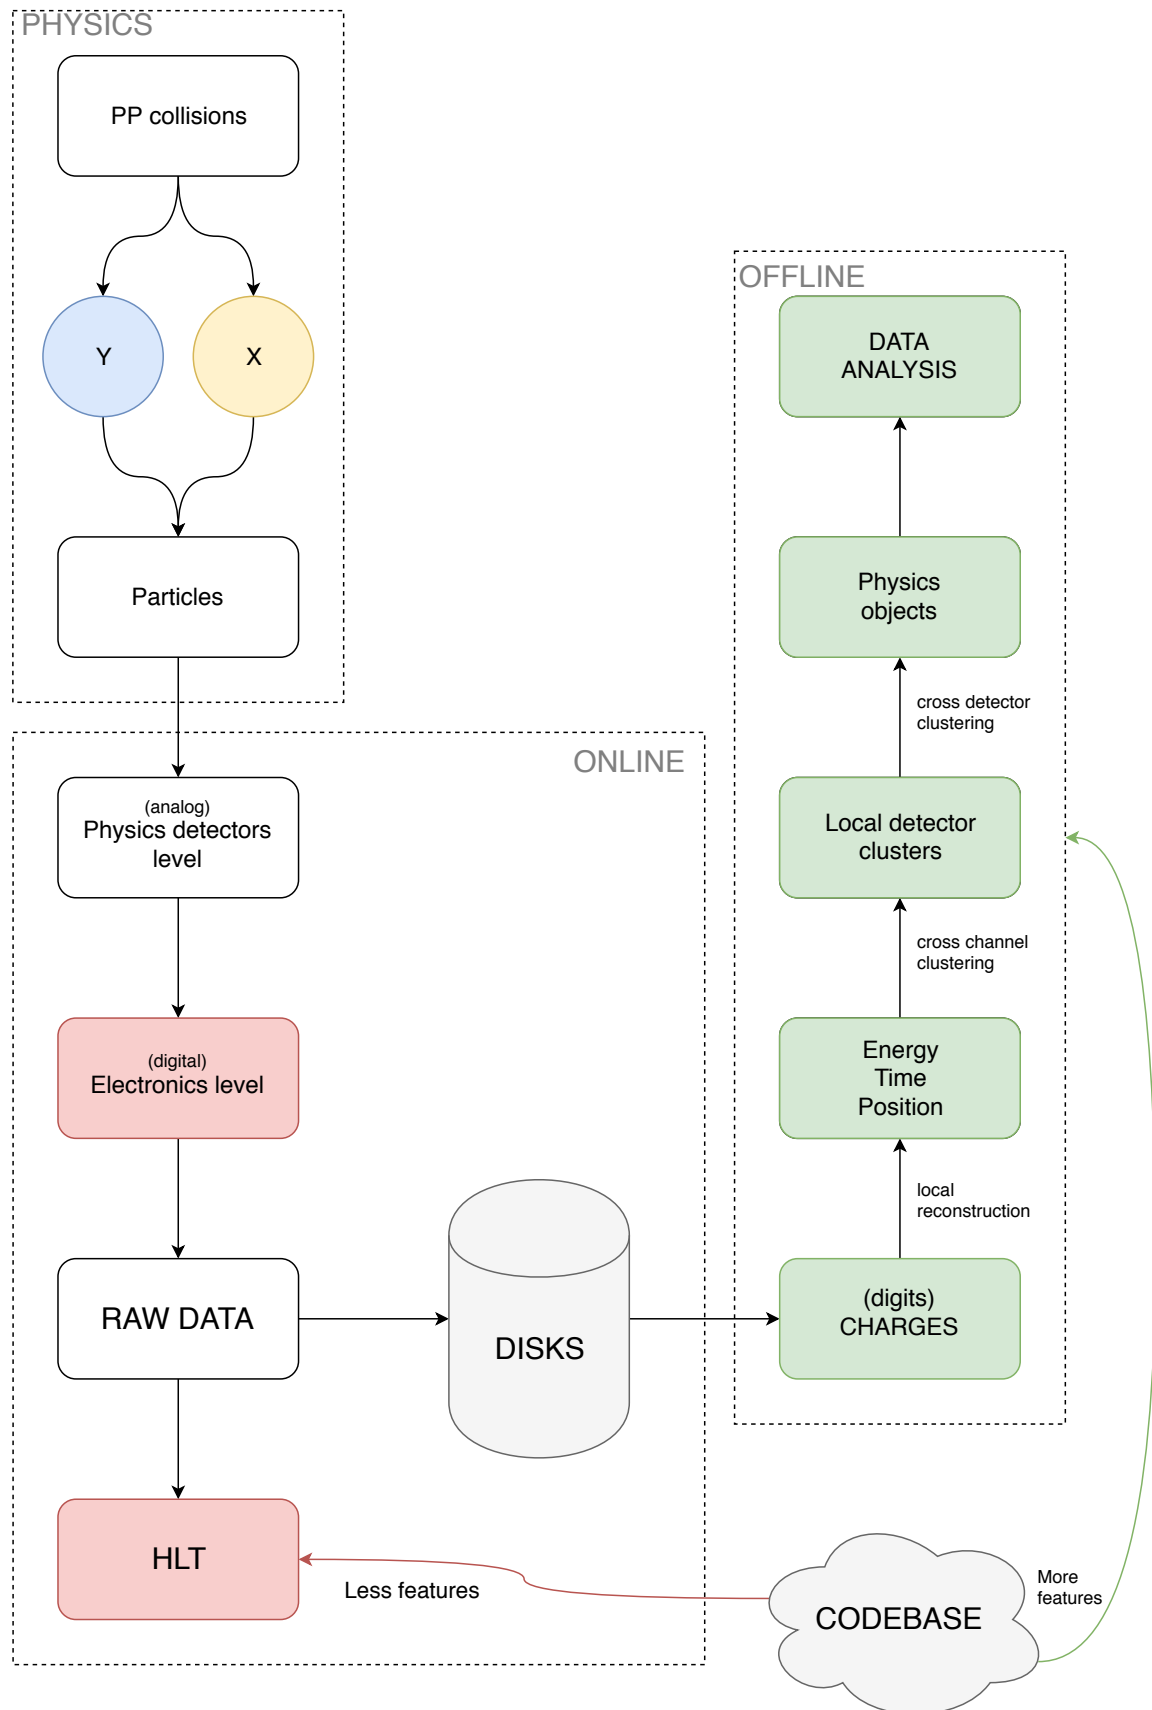 PHYSICS
PP collisions
Y
X
Particles
ONLINE
(analog)
Physics detectors
level
(digital)
Electronics level
RAW DATA
DISKS
HLT
Less features
OFFLINE
DATA
ANALYSIS
Physics
objects
cross detector
clustering
Local detector
clusters
cross channel
clustering
Energy
Time
Position
local
reconstruction
(digits)
CHARGES
CODEBASE
More
features